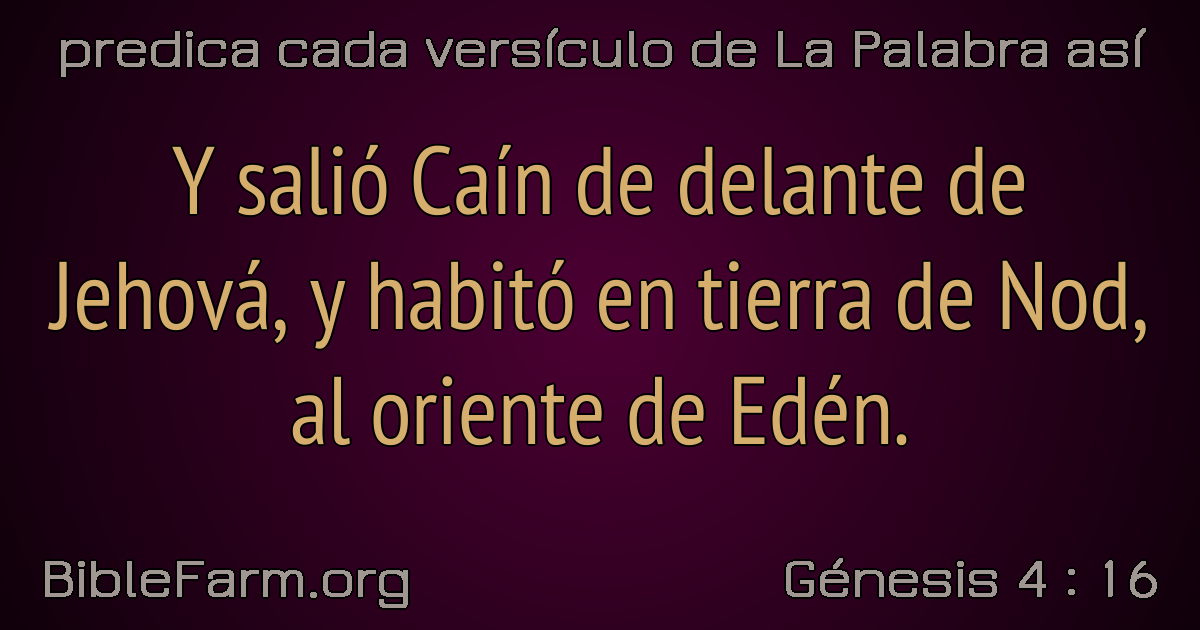 predica cada versículo de La Palabra así
Y salió Caín de delante de
Jehová, y habitó en tierra de Nod,
al oriente de Edén.
BibleFarm.org
Génesis 4 : 16